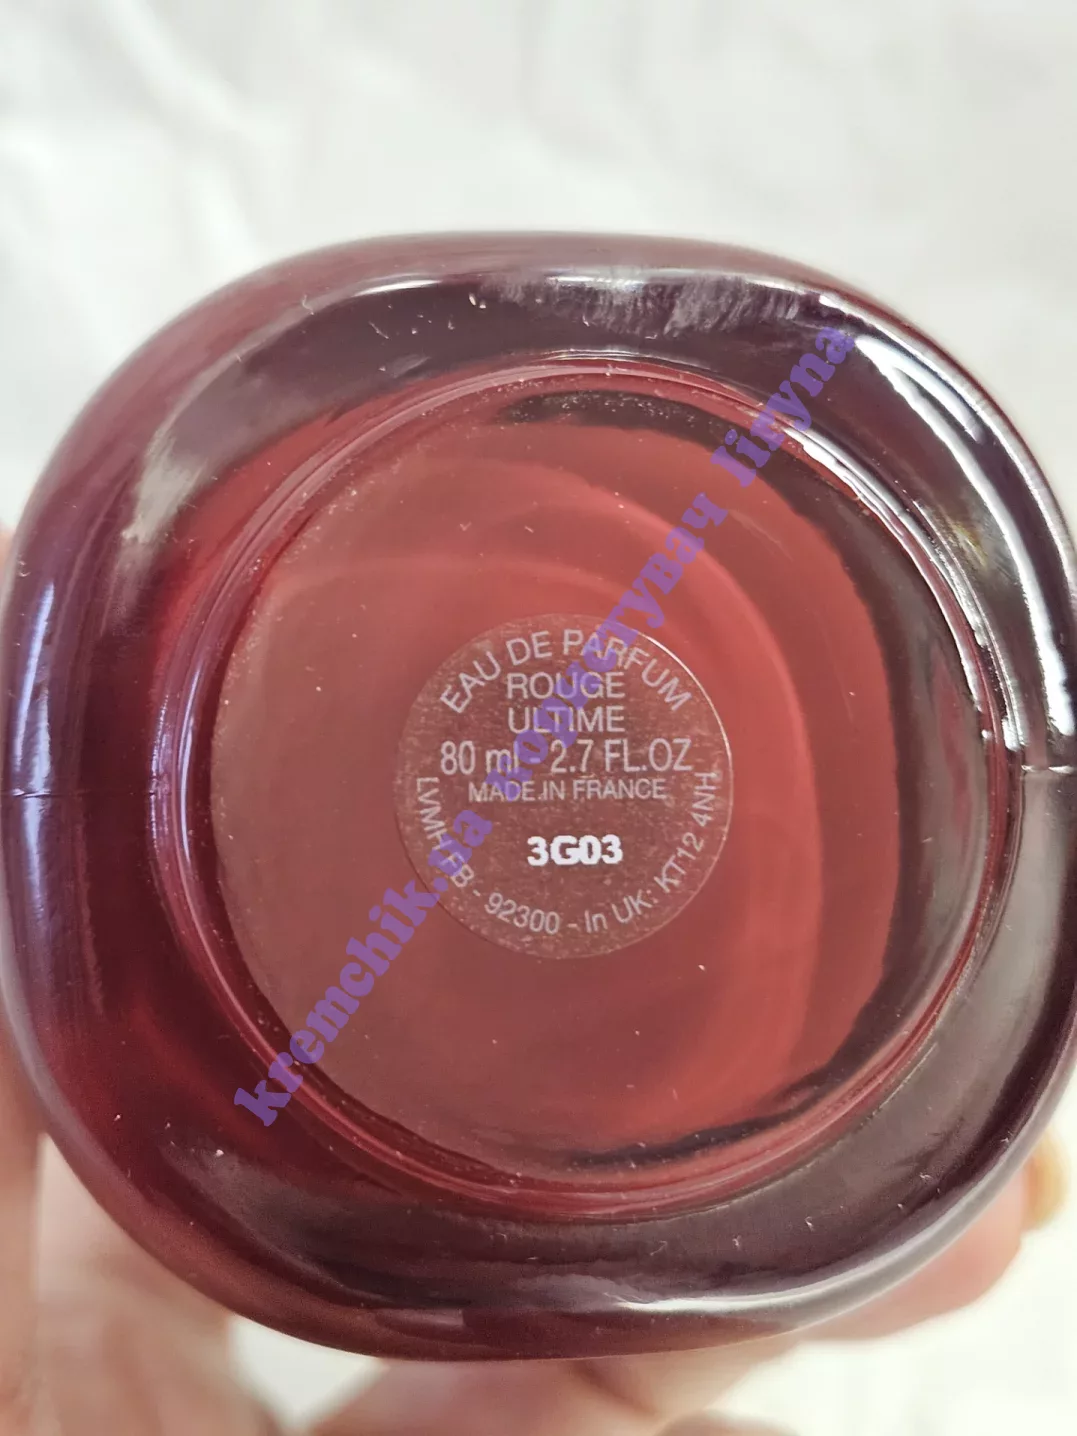 EAU DE PARFUM
ROUGE
ULTIME
80 ml 2.7 FL.OZ
MADE IN FRANCE
3G03
LVMH FB - 92300 - In UK: KT12 4NH
kremchik.ua користувач Iiryna